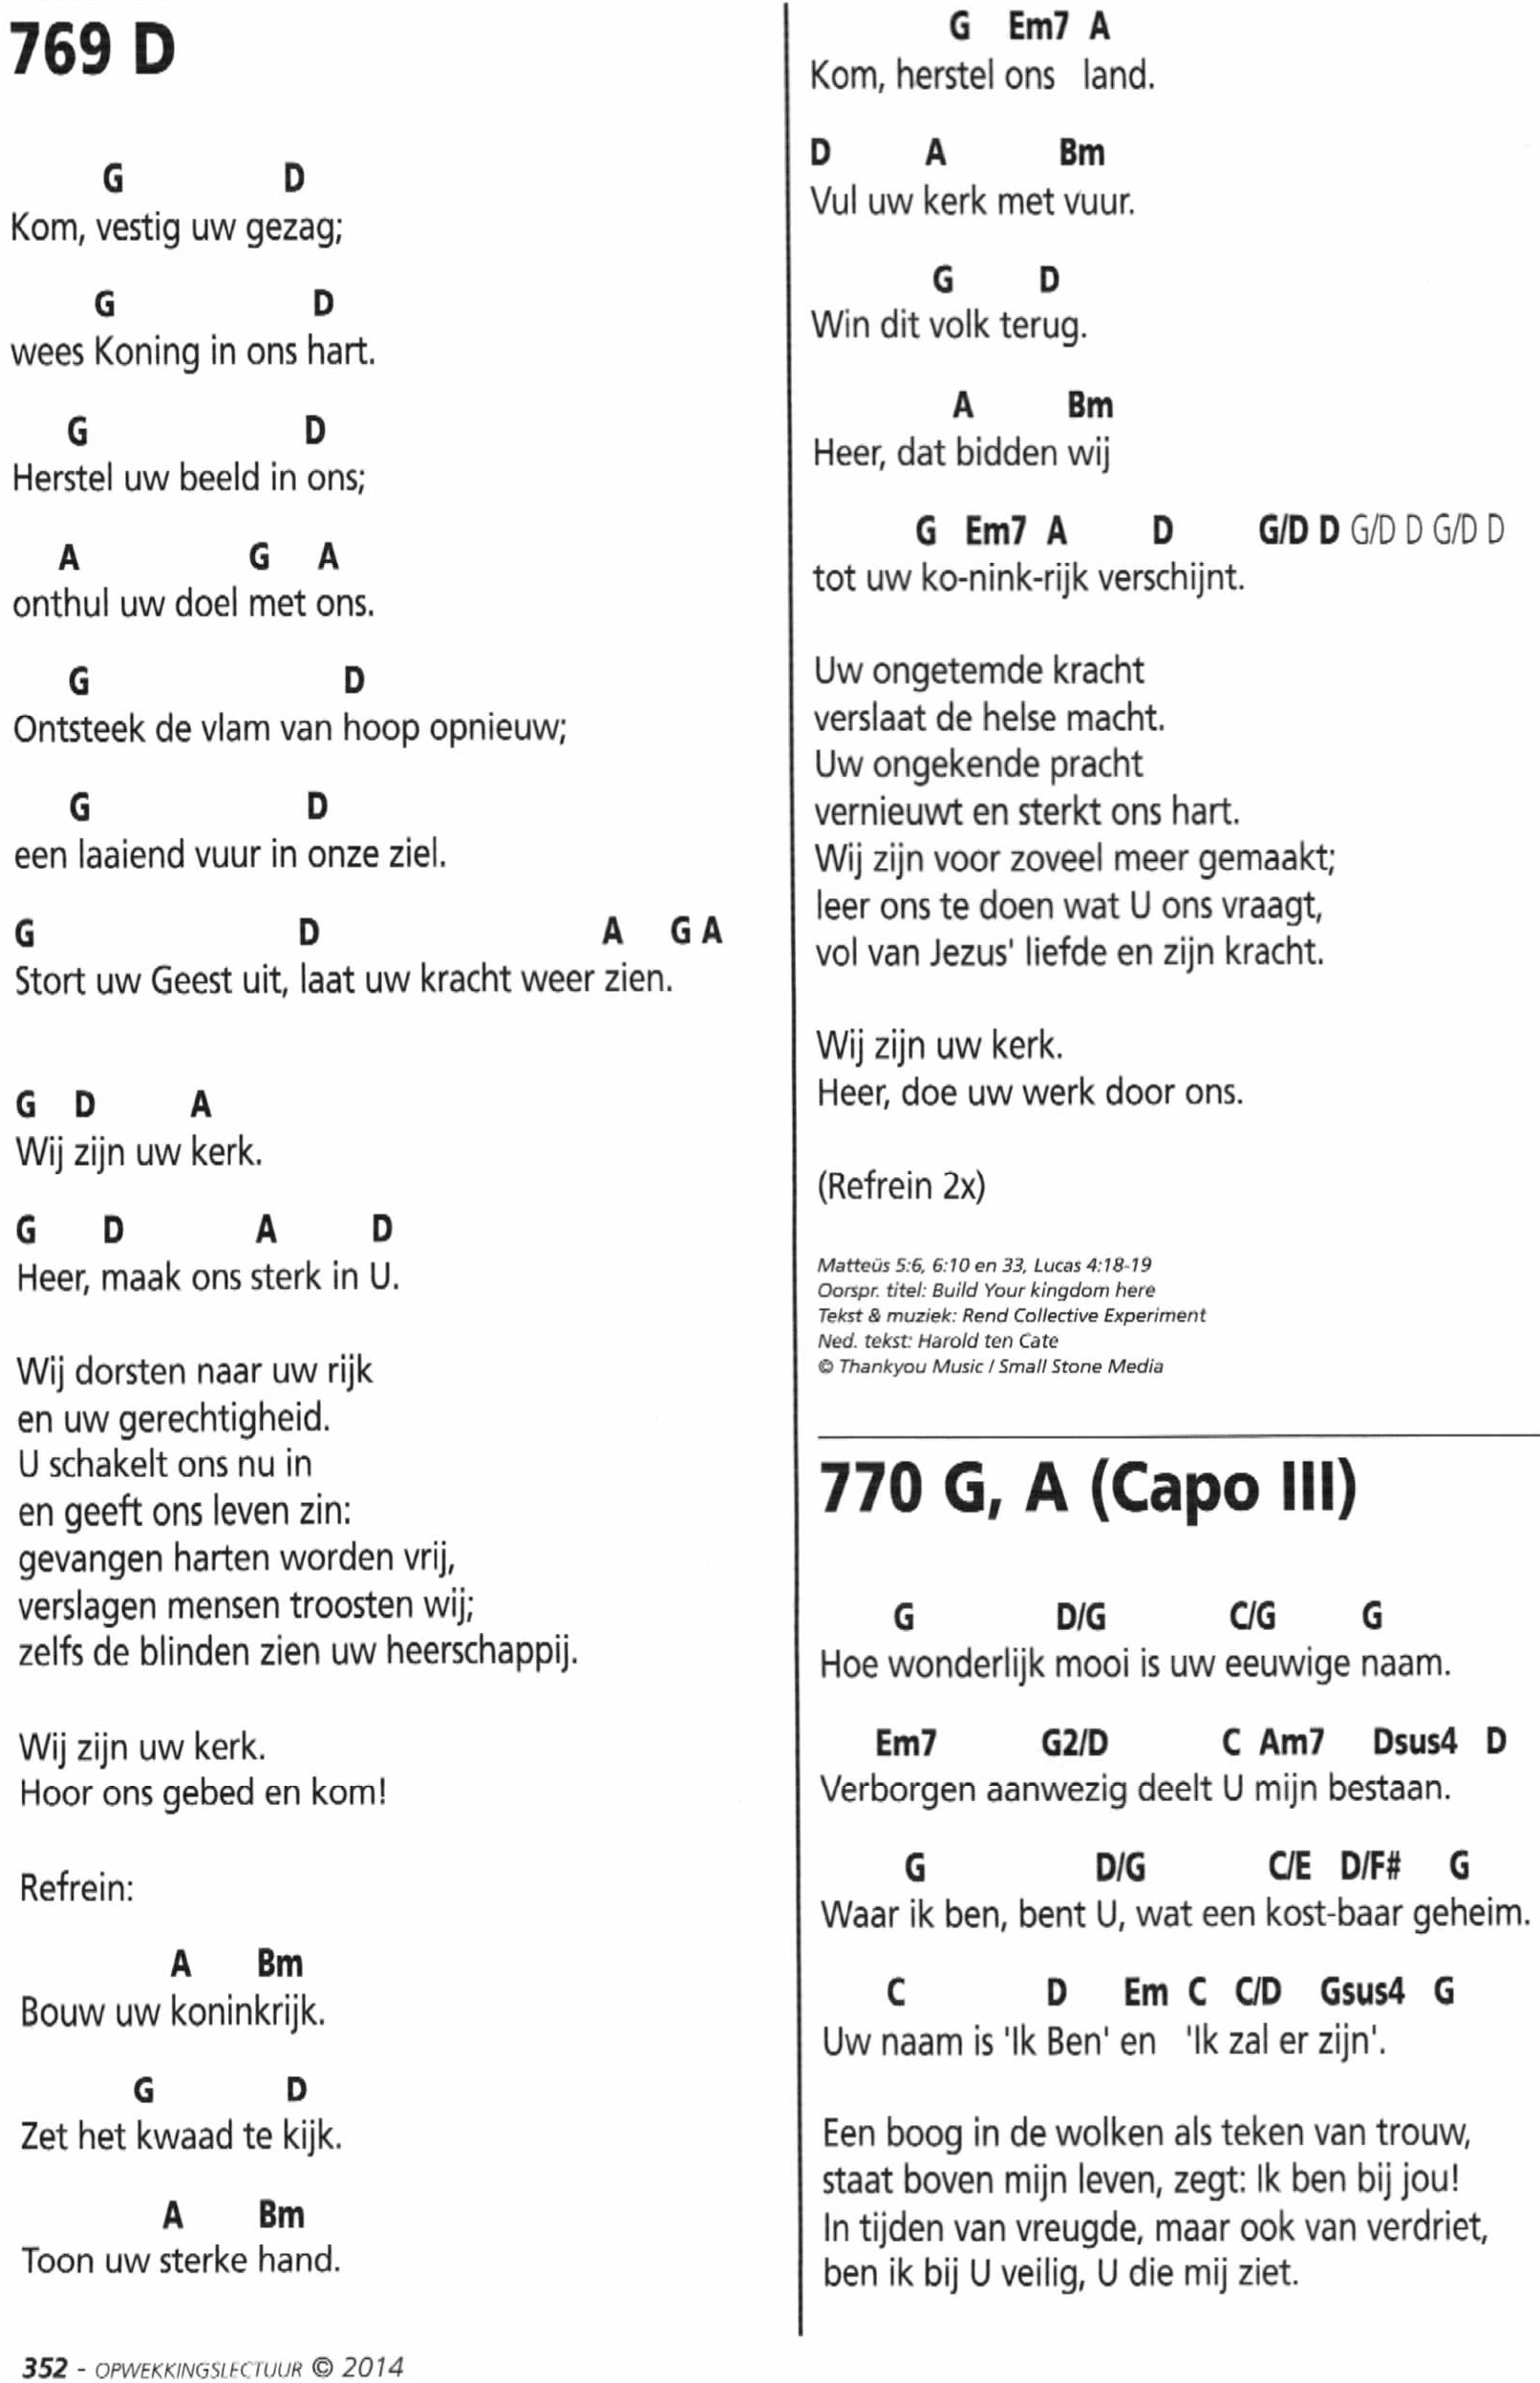 769 D
G D
Kom, vestig uw gezag;
G D
wees Koning in ons hart.
G D
Herstel uw beeld in ons;
A G A
onthul uw doel met ons.
G D
Ontsteek de vlam van hoop opnieuw;
G D
een laaiend vuur in onze ziel.
G D A G A
Stort uw Geest uit, laat uw kracht weer zien.
G D A
Wij zijn uw kerk.
G D A D
Heer, maak ons sterk in U.
Wij dorsten naar uw rijk
en uw gerechtigheid.
U schakelt ons nu in
en geeft ons leven zin:
gevangen harten worden vrij,
verslagen mensen troosten wij;
zelfs de blinden zien uw heerschappij.
Wij zijn uw kerk.
Hoor ons gebed en kom!
Refrein:
A Bm
Bouw uw koninkrijk.
G D
Zet het kwaad te kijk.
A Bm
Toon uw sterke hand.
G Em7 A
Kom, herstel ons land.
D A Bm
Vul uw kerk met vuur.
G D
Win dit volk terug.
A Bm
Heer, dat bidden wij
G Em7 A D G/D D G/D D G/D D
tot uw ko-nink-rijk verschijnt.
Uw ongetemde kracht
verslaat de helse macht.
Uw ongekende pracht
vernieuwt en sterkt ons hart.
Wij zijn voor zoveel meer gemaakt;
leer ons te doen wat U ons vraagt,
vol van Jezus' liefde en zijn kracht.
Wij zijn uw kerk.
Heer, doe uw werk door ons.
(Refrein 2x)
Matteüs 5:6, 6:10 en 33, Lucas 4:18-19
Oorspr. titel: Build Your kingdom here
Tekst & muziek: Rend Collective Experiment
Ned. tekst: Harold ten Cate
© Thankyou Music / Small Stone Media
770 G, A (Capo III)
G D/G C/G G
Hoe wonderlijk mooi is uw eeuwige naam.
Em7 G2/D C Am7 Dsus4 D
Verborgen aanwezig deelt U mijn bestaan.
G D/G C/E D/F# G
Waar ik ben, bent U, wat een kost-baar geheim.
C D Em C C/D Gsus4 G
Uw naam is 'Ik Ben' en 'Ik zal er zijn'.
Een boog in de wolken als teken van trouw,
staat boven mijn leven, zegt: Ik ben bij jou!
In tijden van vreugde, maar ook van verdriet,
ben ik bij U veilig, U die mij ziet.
352 - OPWEKKINGSLECTUUR © 2014